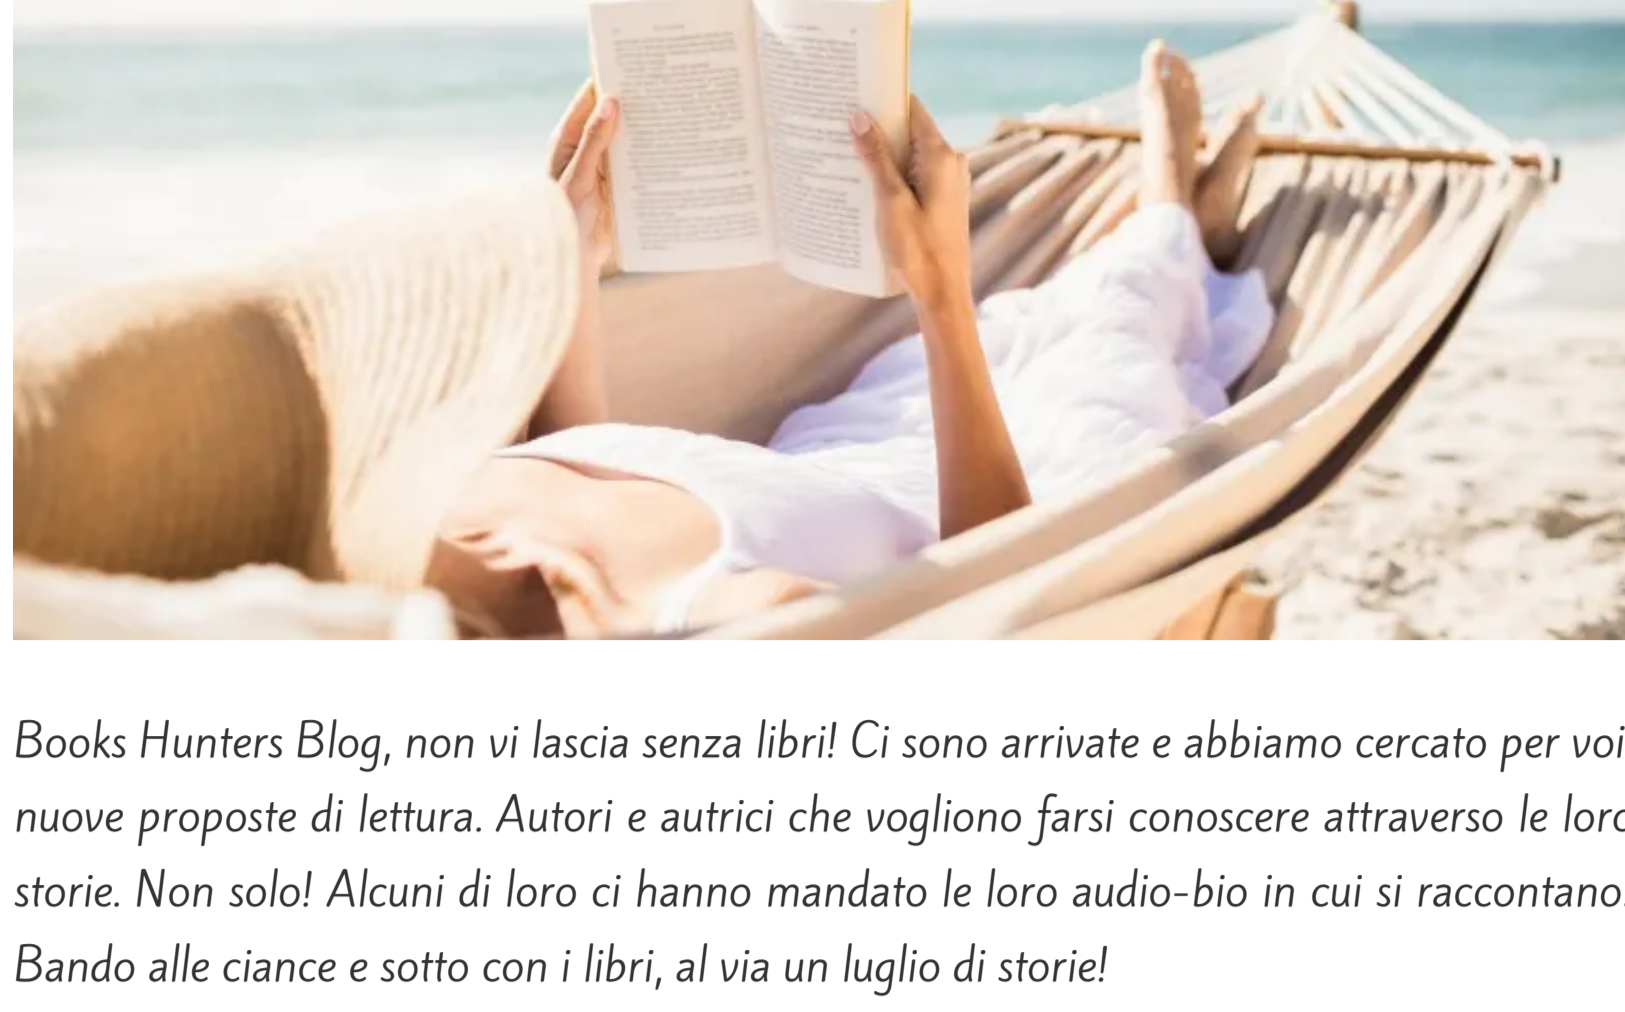 Books Hunters Blog, non vi lascia senza libri! Ci sono arrivate e abbiamo cercato per voi
nuove proposte di lettura. Autori e autrici che vogliono farsi conoscere attraverso le loro
storie. Non solo! Alcuni di loro ci hanno mandato le loro audio-bio in cui si raccontano.
Bando alle ciance e sotto con i libri, al via un luglio di storie!